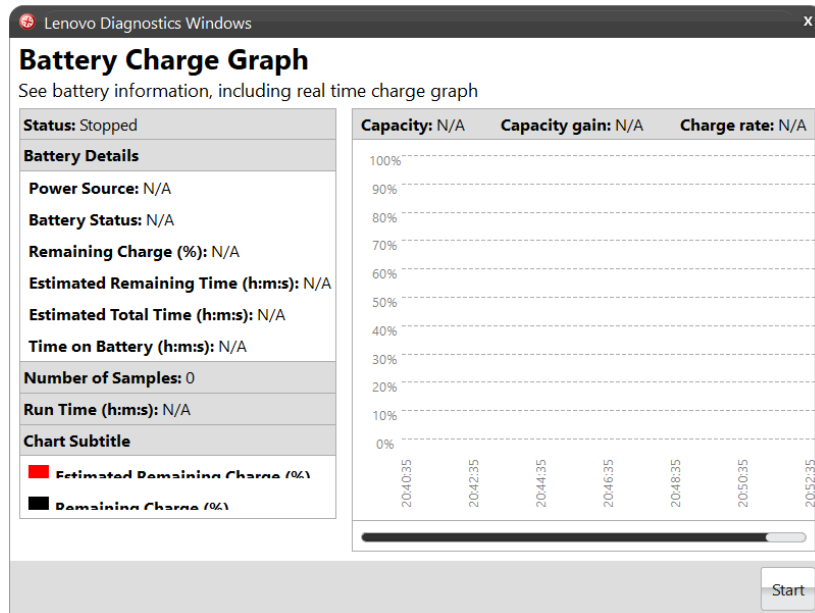 Lenovo Diagnostics Windows
X
Battery Charge Graph
See battery information, including real time charge graph
Status: Stopped
Battery Details
Power Source: N/A
Battery Status: N/A
Remaining Charge (%): N/A
Estimated Remaining Time (h:m:s): N/A
Estimated Total Time (h:m:s): N/A
Time on Battery (h:m:s): N/A
Number of Samples: 0
Run Time (h:m:s): N/A
Chart Subtitle
Estimated Remaining Charge (%)
Remaining Charge (%)
Capacity: N/A Capacity gain: N/A Charge rate: N/A
100%
90%
80%
70%
60%
50%
40%
30%
20%
10%
0%
20:40:35
20:42:35
20:44:35
20:46:35
20:48:35
20:50:35
20:52:35
Start